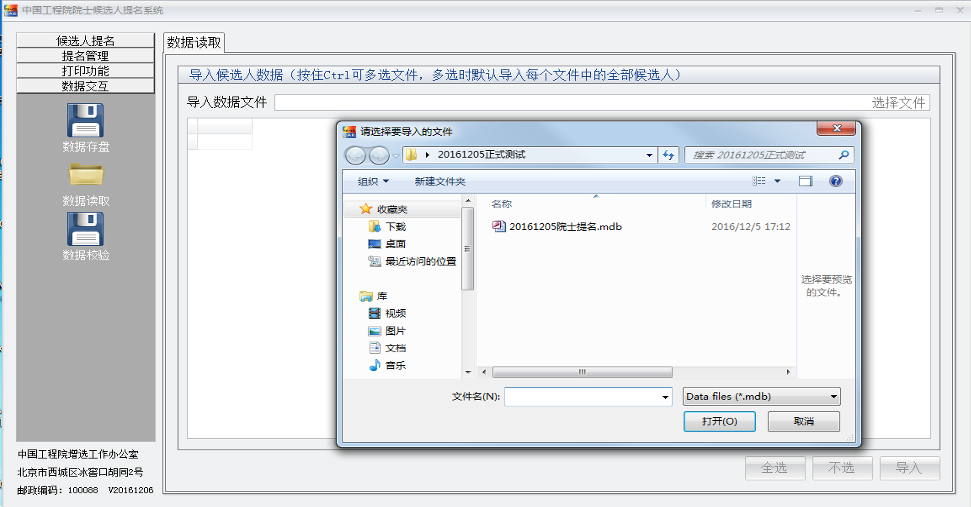 中国工程院院士候选人提名系统
候选人提名
提名管理
打印功能
数据交互
数据存盘
数据读取
数据校验
中国工程院增选工作办公室
北京市西城区冰窖口胡同2号
邮政编码：100088 V20161206
数据读取
导入候选人数据（按住Ctrl可多选文件，多选时默认导入每个文件中的全部候选人）
导入数据文件
选择文件
请选择要导入的文件
20161205正式测试
搜索 20161205正式测试
组织
新建文件夹
收藏夹
下载
桌面
最近访问的位置
库
视频
图片
文档
音乐
名称
修改日期
20161205院士提名.mdb
2016/12/5 17:12
选择要预览
的文件。
文件名(N):
Data files (*.mdb)
打开(O)
取消
全选
不选
导入